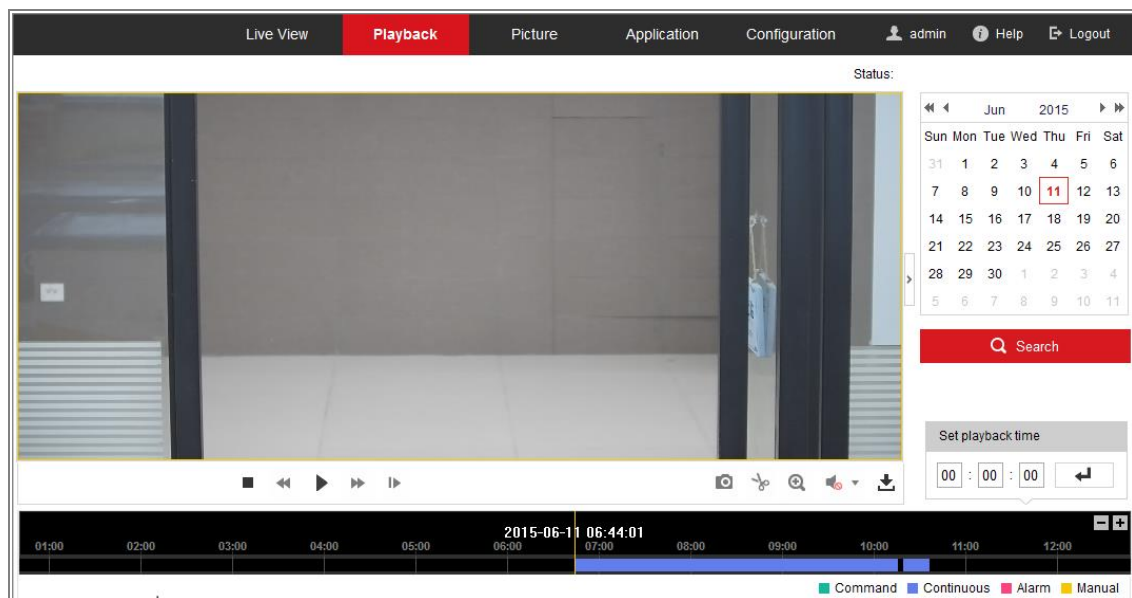 Live View Playback Picture Application Configuration admin Help Logout
Status:
Jun 2015
Sun Mon Tue Wed Thu Fri Sat
31 1 2 3 4 5 6
7 8 9 10 11 12 13
14 15 16 17 18 19 20
21 22 23 24 25 26 27
28 29 30 1 2 3 4
5 6 7 8 9 10 11
Search
Set playback time
00 : 00 : 00
2015-06-11 06:44:01
01:00 02:00 03:00 04:00 05:00 06:00 07:00 08:00 09:00 10:00 11:00 12:00
Command Continuous Alarm Manual